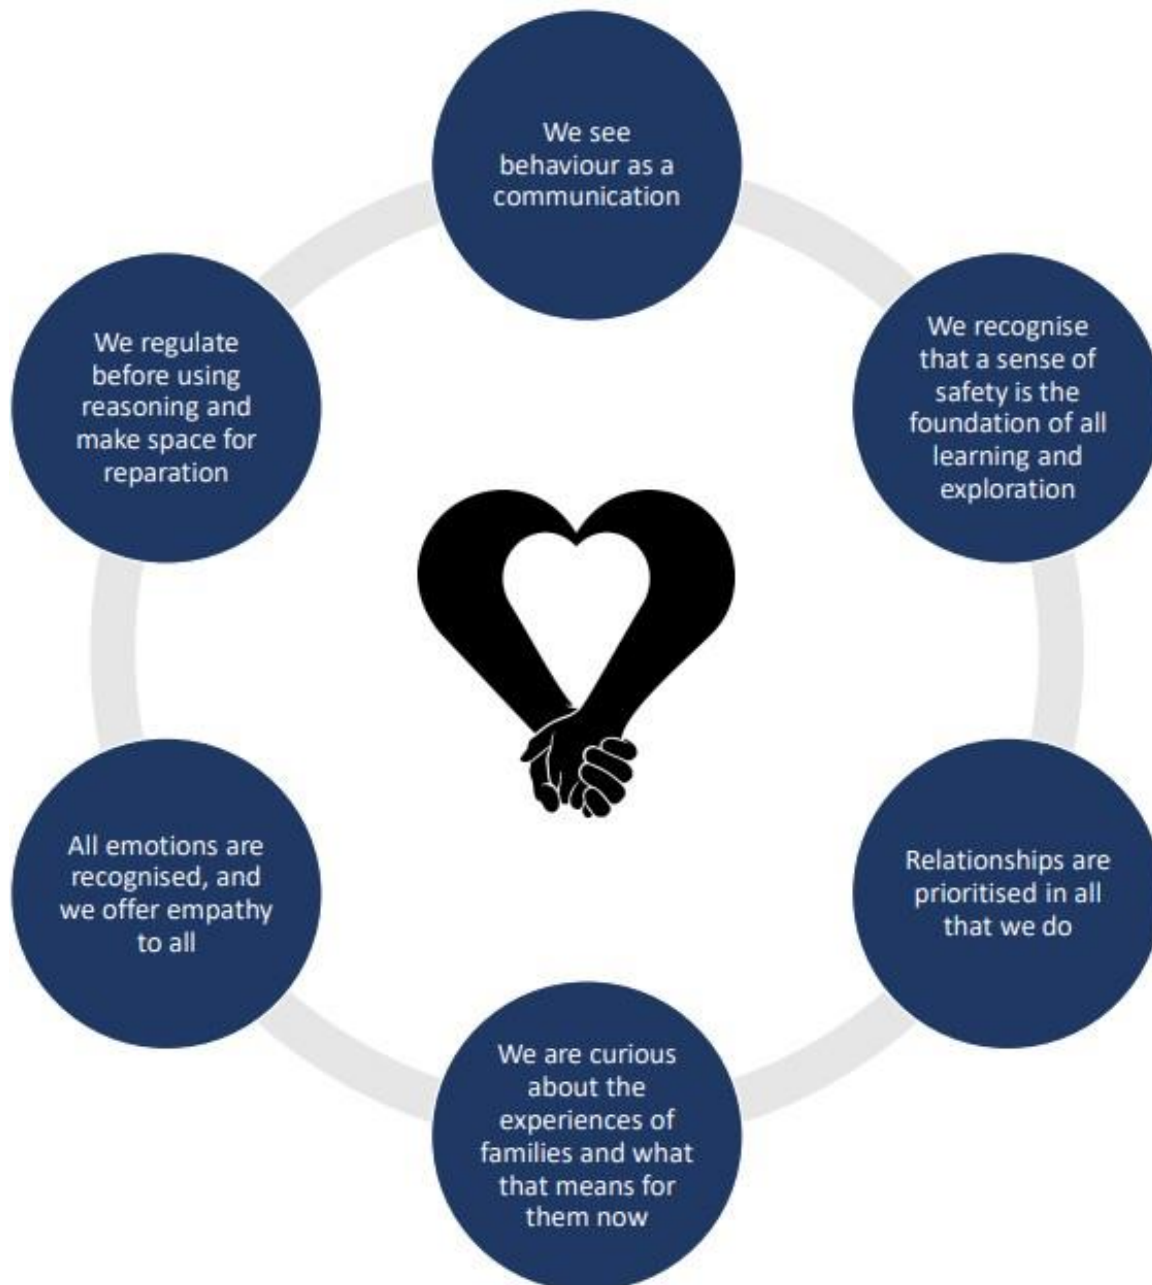 We see
behaviour as a
communication
We recognise
that a sense of
safety is the
foundation of all
learning and
exploration
Relationships are
prioritised in all
that we do
We are curious
about the
experiences of
families and what
that means for
them now
All emotions are
recognised, and
we offer empathy
to all
We regulate
before using
reasoning and
make space for
reparation